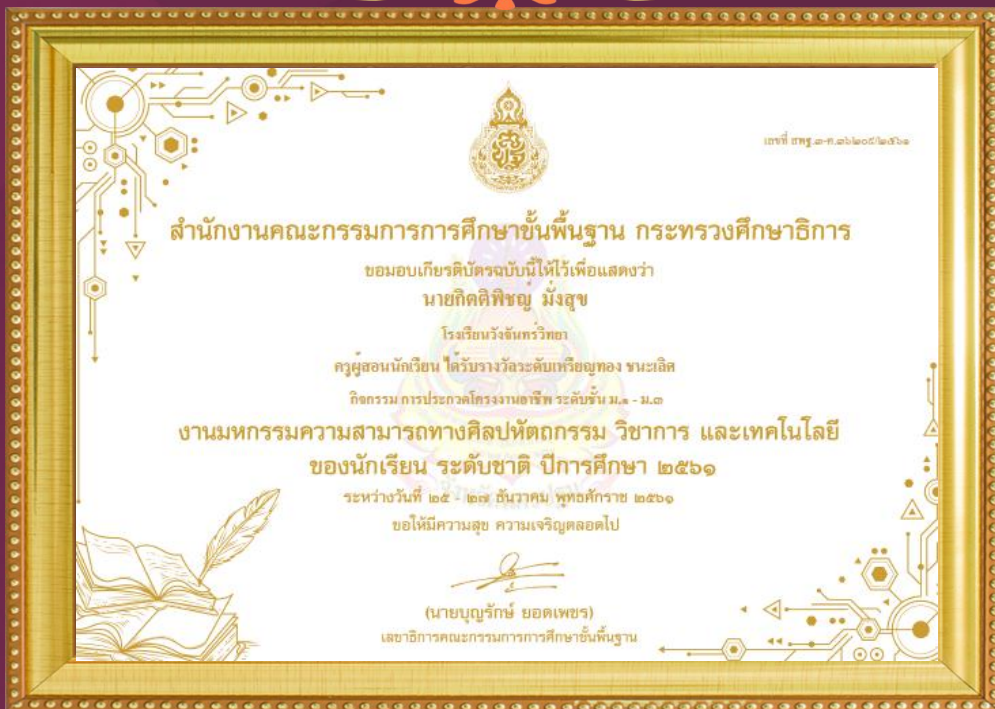 เลขที่ สพฐ.๓-ค.๓๖๒๐๕/๒๕๖๑
สำนักงานคณะกรรมการการศึกษาขั้นพื้นฐาน กระทรวงศึกษาธิการ
ขอมอบเกียรติบัตรฉบับนี้ให้ไว้เพื่อแสดงว่า
นายกิตศิพิชญ์ มั่งสุข
โรงเรียนวังจันทร์วิทยา
ครูผู้สอนนักเรียน ได้รับรางวัลระดับเหรียญทอง ชนะเลิศ
กิจกรรม การประกวดโครงงานอาชีพ ระดับชั้น ม.๑ - ม.๓
งานมหกรรมความสามารถทางศิลปหัตถกรรม วิชาการ และเทคโนโลยี
ของนักเรียน ระดับชาติ ปีการศึกษา ๒๕๖๑
ระหว่างวันที่ ๒๕ - ๒๗ ธันวาคม พุทธศักราช ๒๕๖๑
ขอให้มีความสุข ความเจริญตลอดไป
(นายบุญรักษ์ ยอดเพชร)
เลขาธิการคณะกรรมการการศึกษาขั้นพื้นฐาน